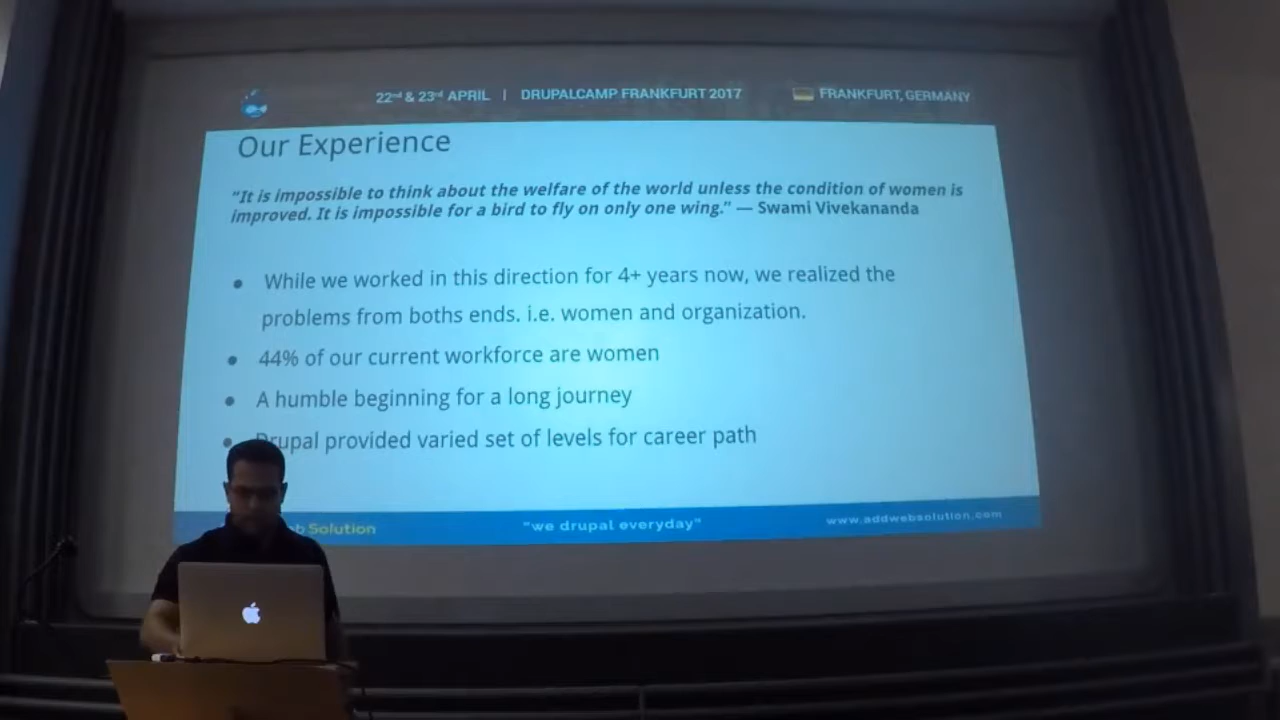 22nd & 23rd APRIL | DRUPALCAMP FRANKFURT 2017 FRANKFURT, GERMANY
Our Experience
“It is impossible to think about the welfare of the world unless the condition of women is
improved. It is impossible for a bird to fly on only one wing.” — Swami Vivekananda
• While we worked in this direction for 4+ years now, we realized the
problems from boths ends. i.e. women and organization.
• 44% of our current workforce are women
• A humble beginning for a long journey
• Drupal provided varied set of levels for career path
Solution "we drupal everyday" www.addwebsolution.com